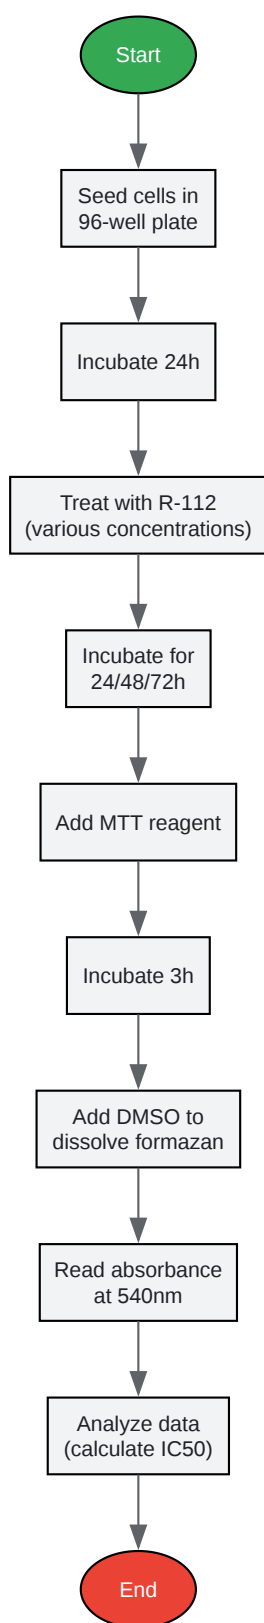 Start
Seed cells in
96-well plate
Incubate 24h
Treat with R-112
(various concentrations)
Incubate for
24/48/72h
Add MTT reagent
Incubate 3h
Add DMSO to
dissolve formazan
Read absorbance
at 540nm
Analyze data
(calculate IC50)
End